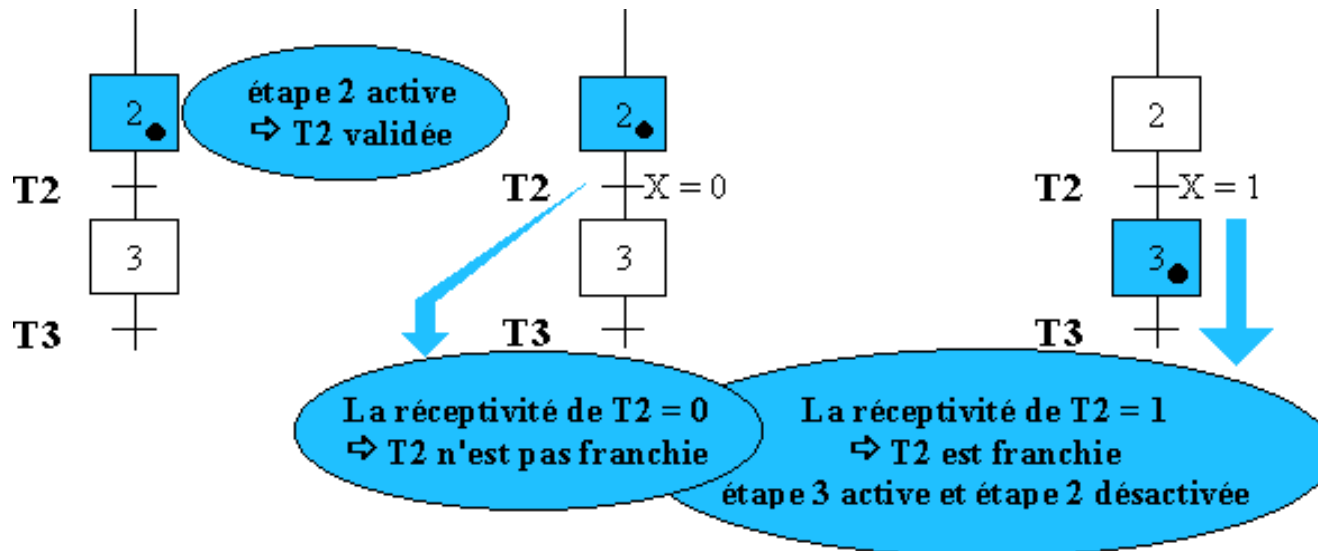 2
étape 2 active
⇨ T2 validée
T2
3
T3
2
T2
X = 0
3
T3
La réceptivité de T2 = 0
⇨ T2 n'est pas franchie
2
T2
X = 1
3
T3
La réceptivité de T2 = 1
⇨ T2 est franchie
étape 3 active et étape 2 désactivée